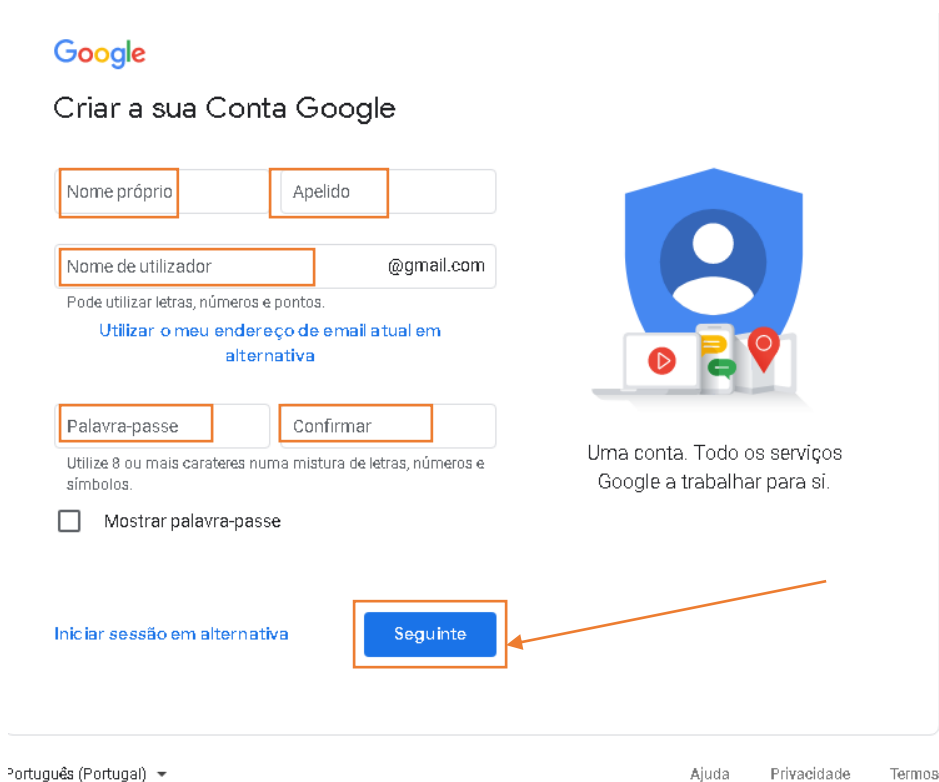 Google
Criar a sua Conta Google
Nome próprio Apelido
Nome de utilizador @gmail.com
Pode utilizar letras, números e pontos.
Utilizar o meu endereço de email atual em
alternativa
Palavra-passe Confirmar
Utilize 8 ou mais carateres numa mistura de letras, números e
símbolos.
Mostrar palavra-passe
Uma conta. Todo os serviços
Google a trabalhar para si.
Iniciar sessão em alternativa Seguinte
Português (Portugal) Ajuda Privacidade Termos